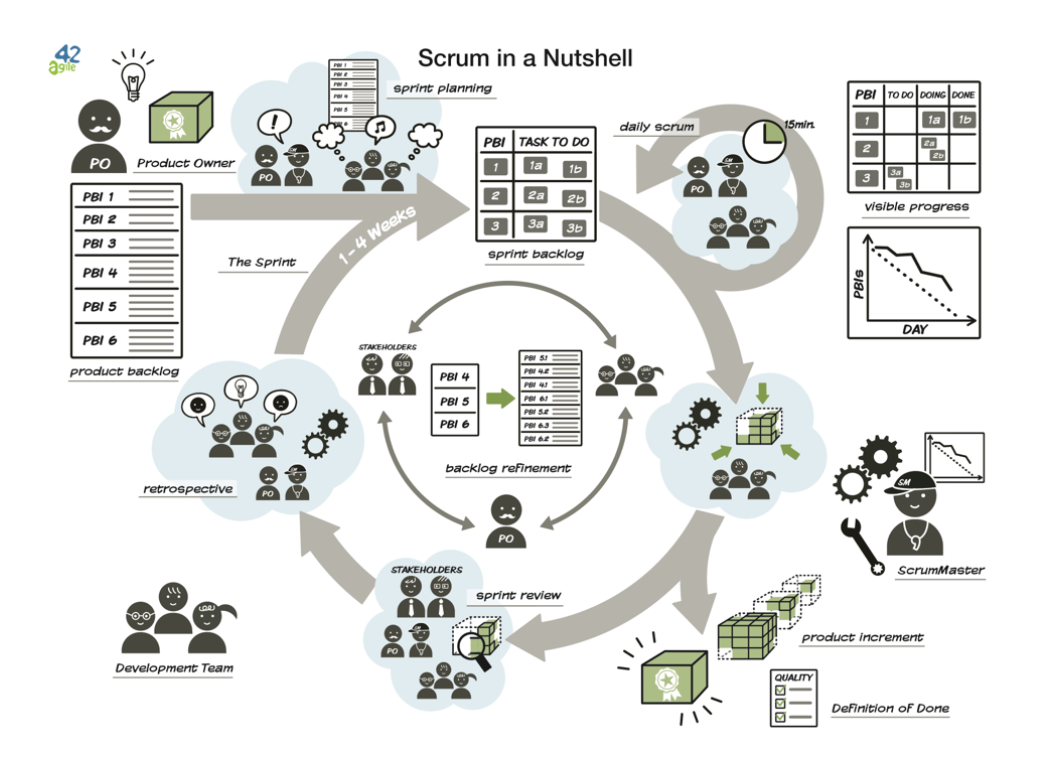 42
agile
Scrum in a Nutshell
PO
Product Owner
PBI 1
PBI 2
PBI 3
PBI 4
PBI 5
PBI 6
product backlog
PBI 1
PBI 2
PBI 3
PBI 4
PBI 5
PBI 6
sprint planning
!
PO
SM
The Sprint
1-4 Weeks
PBI TASK TO DO
1 1a 1b
2 2a 2b
3 3a 3b
sprint backlog
daily scrum
15min.
PO
SM
PBI TO DO DOING DONE
1 1a 1b
2 2a 2b
3 3a 3b
visible progress
PBIs
DAY
STAKEHOLDERS
PBI 4
PBI 5
PBI 6
PBI 5.1
PBI 4.2
PBI 4.1
PBI 6.1
PBI 5.2
PBI 6.3
PBI 6.2
backlog refinement
PO
retrospective
PO
SM
SM
ScrumMaster
STAKEHOLDERS
sprint review
PO
SM
Development Team
product increment
QUALITY
Definition of Done